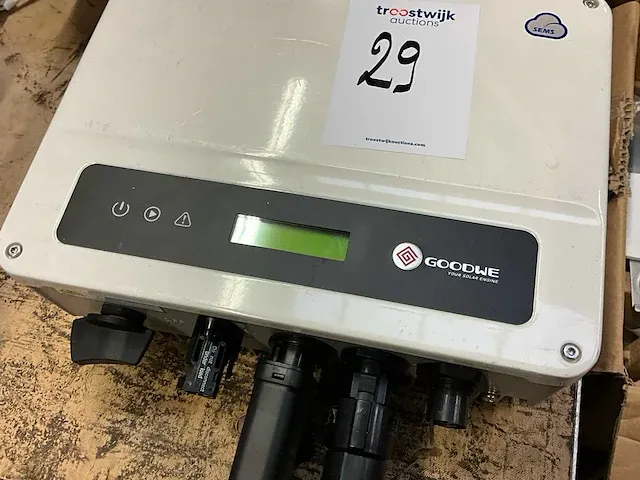 troostwijk
auctions
29
troostwijkauctions.com
SEMS
GOODWE
YOUR SOLAR ENGINE